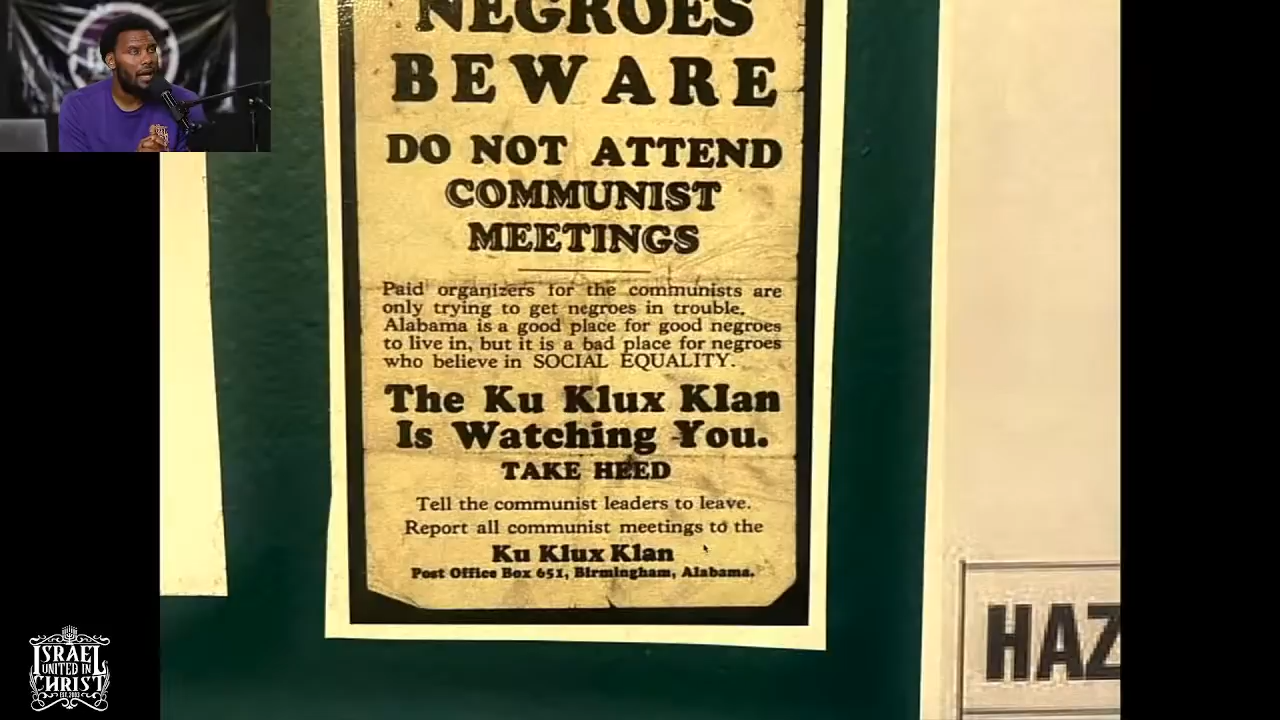 NEGROES
BEWARE
DO NOT ATTEND
COMMUNIST
MEETINGS
Paid organizers for the communists are
only trying to get negroes in trouble.
Alabama is a good place for good negroes
to live in, but it is a bad place for negroes
who believe in SOCIAL EQUALITY.
The Ku Klux Klan
Is Watching You.
TAKE HEED
Tell the communist leaders to leave.
Report all communist meetings to the
Ku Klux Klan
Post Office Box 651, Birmingham, Alabama.
HAZ
ISRAEL
UNITED IN
CHRIST
EST. 2003